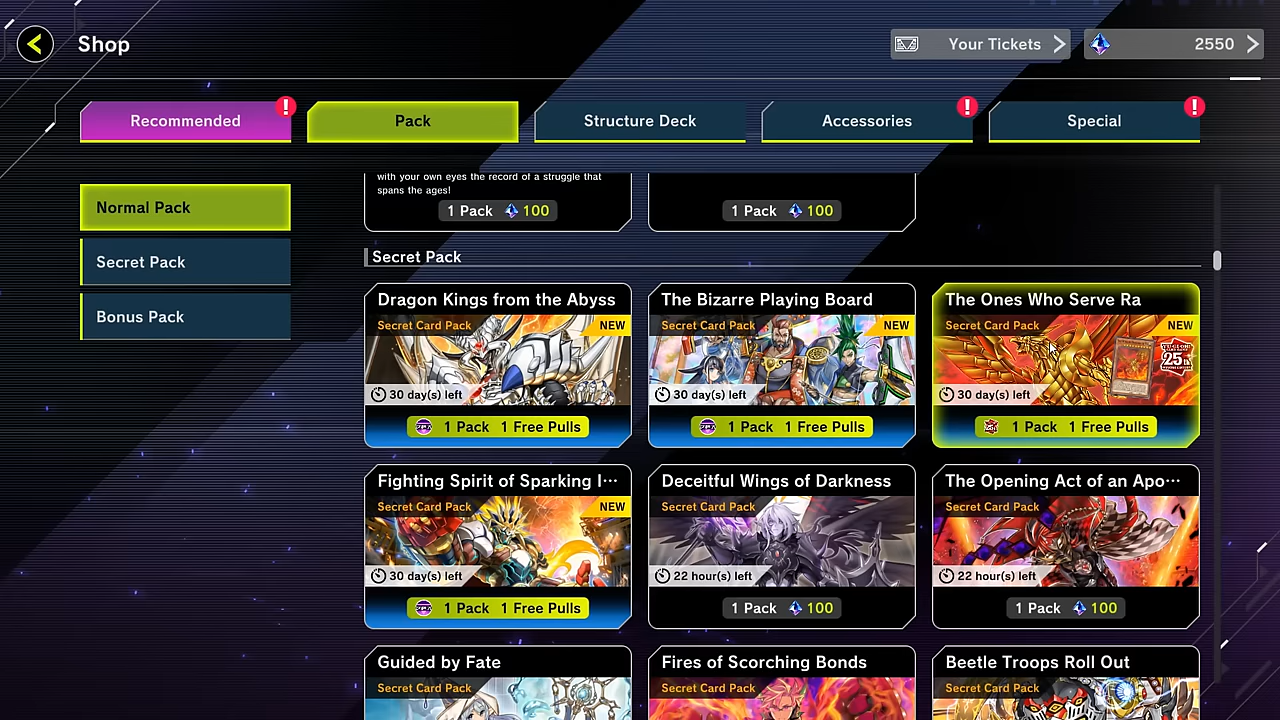 Shop
Your Tickets
2550
Recommended
!
Pack
Structure Deck
Accessories
!
Special
!
Normal Pack
Secret Pack
Bonus Pack
with your own eyes the record of a struggle that
spans the ages!
1 Pack 100
1 Pack 100
Secret Pack
Dragon Kings from the Abyss
Secret Card Pack
NEW
30 day(s) left
1 Pack 1 Free Pulls
The Bizarre Playing Board
Secret Card Pack
NEW
30 day(s) left
1 Pack 1 Free Pulls
The Ones Who Serve Ra
Secret Card Pack
NEW
25th
30 day(s) left
1 Pack 1 Free Pulls
Fighting Spirit of Sparking I···
Secret Card Pack
NEW
30 day(s) left
1 Pack 1 Free Pulls
Deceitful Wings of Darkness
Secret Card Pack
22 hour(s) left
1 Pack 100
The Opening Act of an Apo···
Secret Card Pack
22 hour(s) left
1 Pack 100
Guided by Fate
Secret Card Pack
Fires of Scorching Bonds
Secret Card Pack
Beetle Troops Roll Out
Secret Card Pack